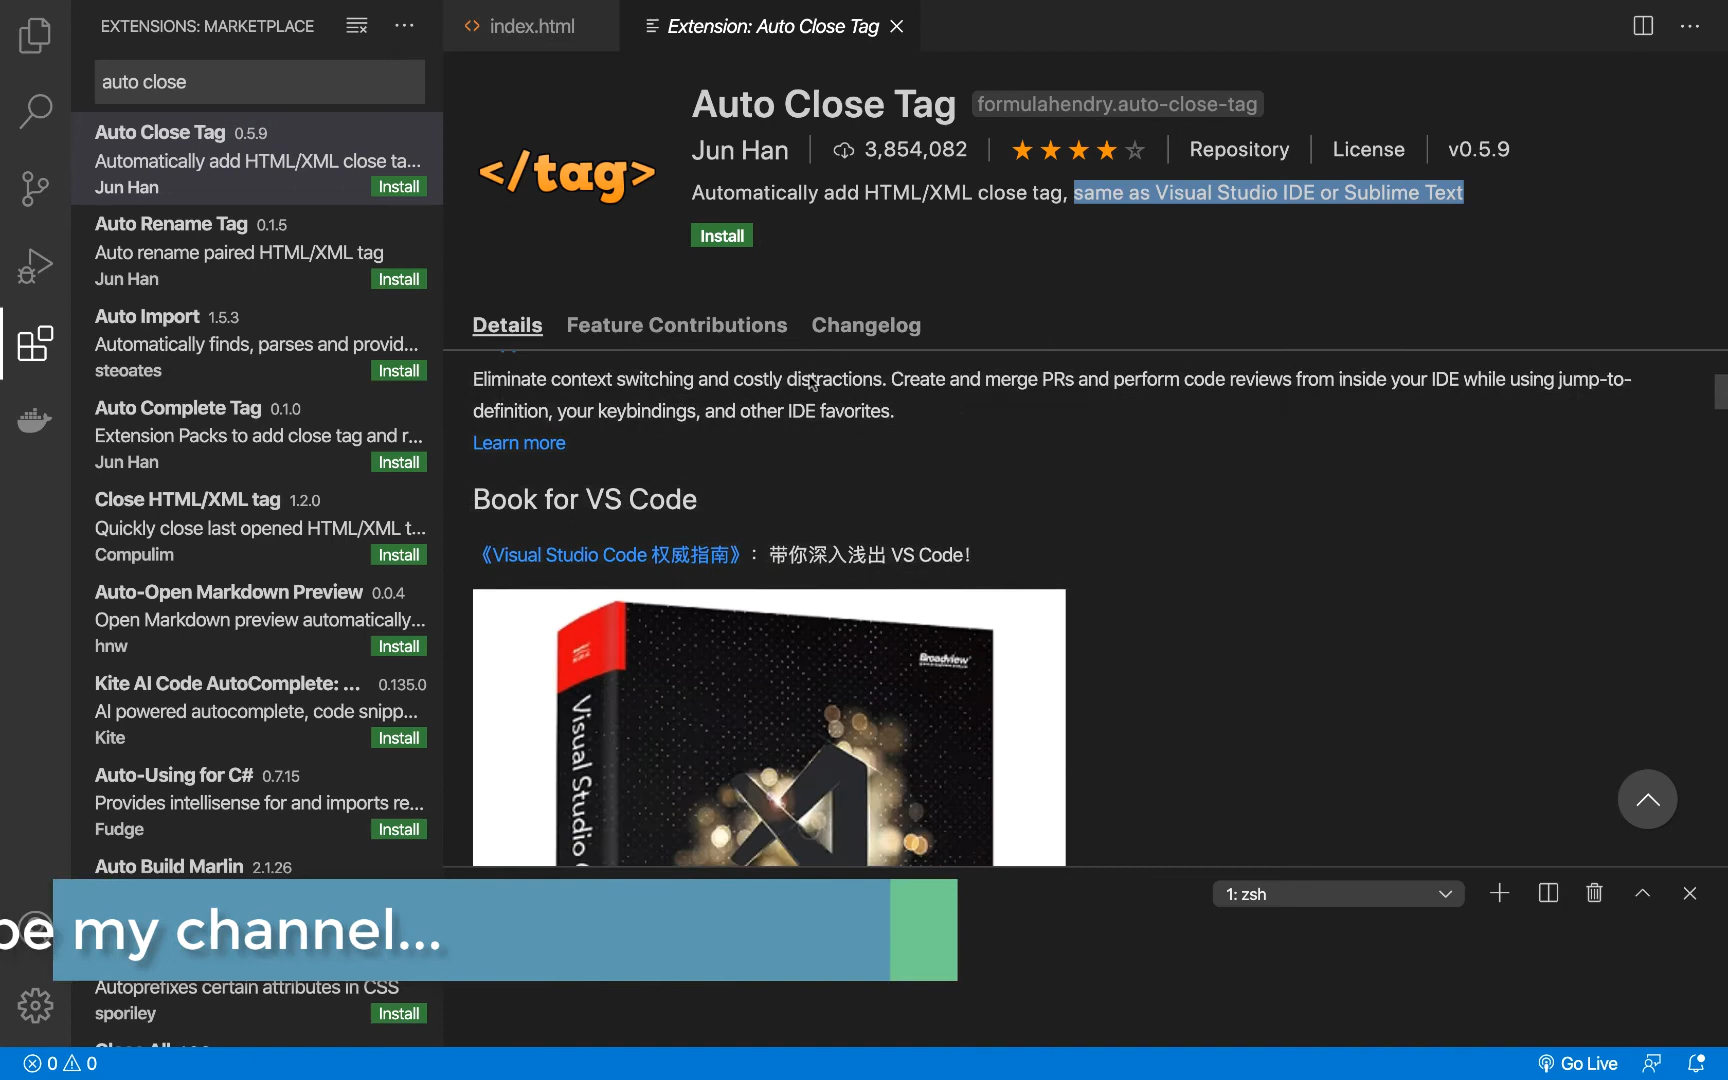 EXTENSIONS: MARKETPLACE
auto close
Auto Close Tag 0.5.9
Automatically add HTML/XML close ta...
Jun Han Install
Auto Rename Tag 0.1.5
Auto rename paired HTML/XML tag
Jun Han Install
Auto Import 1.5.3
Automatically finds, parses and provid...
steoates Install
Auto Complete Tag 0.1.0
Extension Packs to add close tag and r...
Jun Han Install
Close HTML/XML tag 1.2.0
Quickly close last opened HTML/XML t...
Compulim Install
Auto-Open Markdown Preview 0.0.4
Open Markdown preview automatically...
hnw Install
Kite AI Code AutoComplete: ... 0.135.0
AI powered autocomplete, code snipp...
Kite Install
Auto-Using for C# 0.7.15
Provides intellisense for and imports re...
Fudge Install
Auto Build Marlin 2.1.26
Autoprefixes certain attributes in CSS
sporiley Install
index.html
Extension: Auto Close Tag
</tag>
Auto Close Tag formulahendry.auto-close-tag
Jun Han 3,854,082 Repository License v0.5.9
Automatically add HTML/XML close tag, same as Visual Studio IDE or Sublime Text
Install
Details Feature Contributions Changelog
Eliminate context switching and costly distractions. Create and merge PRs and perform code reviews from inside your IDE while using jump-to-
definition, your keybindings, and other IDE favorites.
Learn more
Book for VS Code
《Visual Studio Code 权威指南》：带你深入浅出 VS Code!
Broadview
Visual Studio
1: zsh
be my channel...
0 0
Go Live